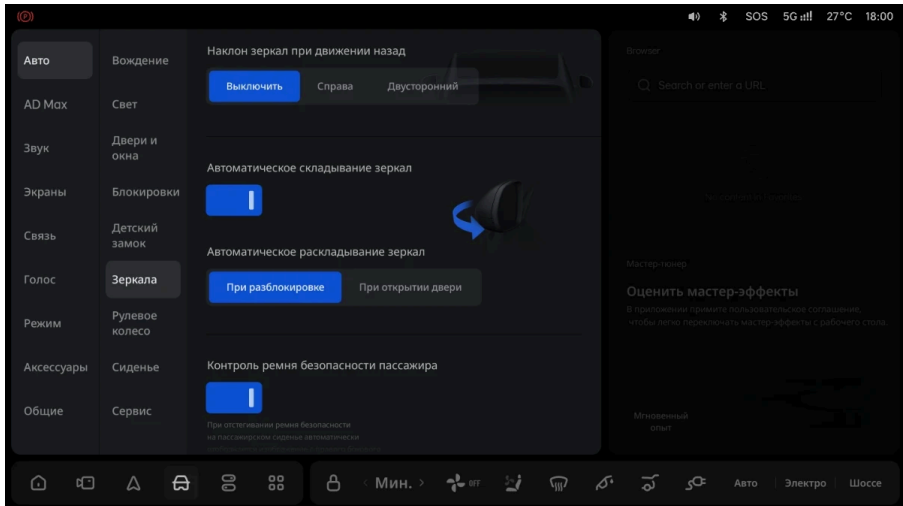 (P)
SOS
5G
27°C
18:00
Авто
AD Max
Звук
Экраны
Связь
Голос
Режим
Аксессуары
Общие
Вождение
Свет
Двери и
окна
Блокировки
Детский
замок
Зеркала
Рулевое
колесо
Сиденье
Сервис
Наклон зеркал при движении назад
Выключить
Справа
Двусторонний
Автоматическое складывание зеркал
Автоматическое раскладывание зеркал
При разблокировке
При открытии двери
Контроль ремня безопасности пассажира
При отстегивании ремня безопасности
на пассажирском сиденье автоматически
Browser
Search or enter a URL
Мастер-тюнер
Оценить мастер-эффекты
В приложении примите пользовательское соглашение,
чтобы легко переключать мастер-эффекты с рабочего стола.
Мгновенный
опыт
Мин.
OFF
Авто
Электро
Шоссе